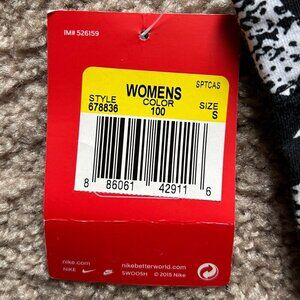 IM# 526159
WOMENS
SPTCAS
STYLE COLOR SIZE
678836 100 S
8 86061 42911 6
nike.com nikebetterworld.com
NIKE SWOOSH © 2015 Nike